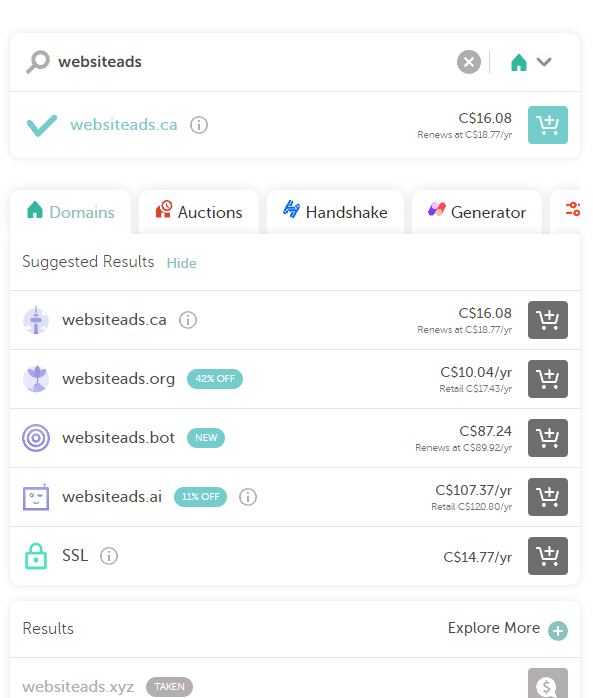 websiteads
websiteads.ca
C$16.08
Renews at C$18.77/yr
Domains
Auctions
Handshake
Generator
Suggested Results Hide
websiteads.ca
C$16.08
Renews at C$18.77/yr
websiteads.org 42% OFF
C$10.04/yr
Retail C$17.43/yr
websiteads.bot NEW
C$87.24
Renews at C$89.92/yr
websiteads.ai 11% OFF
C$107.37/yr
Retail C$120.80/yr
SSL
C$14.77/yr
Results
Explore More
websiteads.xyz TAKEN